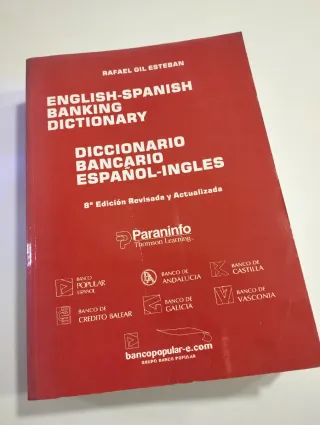 RAFAEL GIL ESTEBAN
ENGLISH-SPANISH
BANKING
DICTIONARY
DICCIONARIO
BANCARIO
ESPAÑOL-INGLES
6ª Edición Revisada y Actualizada
Paraninfo
Thomson Learning™
BANCO
POPULAR
ESPAÑOL
BANCO DE
ANDALUCIA
BANCO DE
CASTILLA
BANCO DE
CREDITO BALEAR
BANCO DE
GALICIA
BANCO DE
VASCONIA
bancopopular-e.com
GRUPO BANCO POPULAR